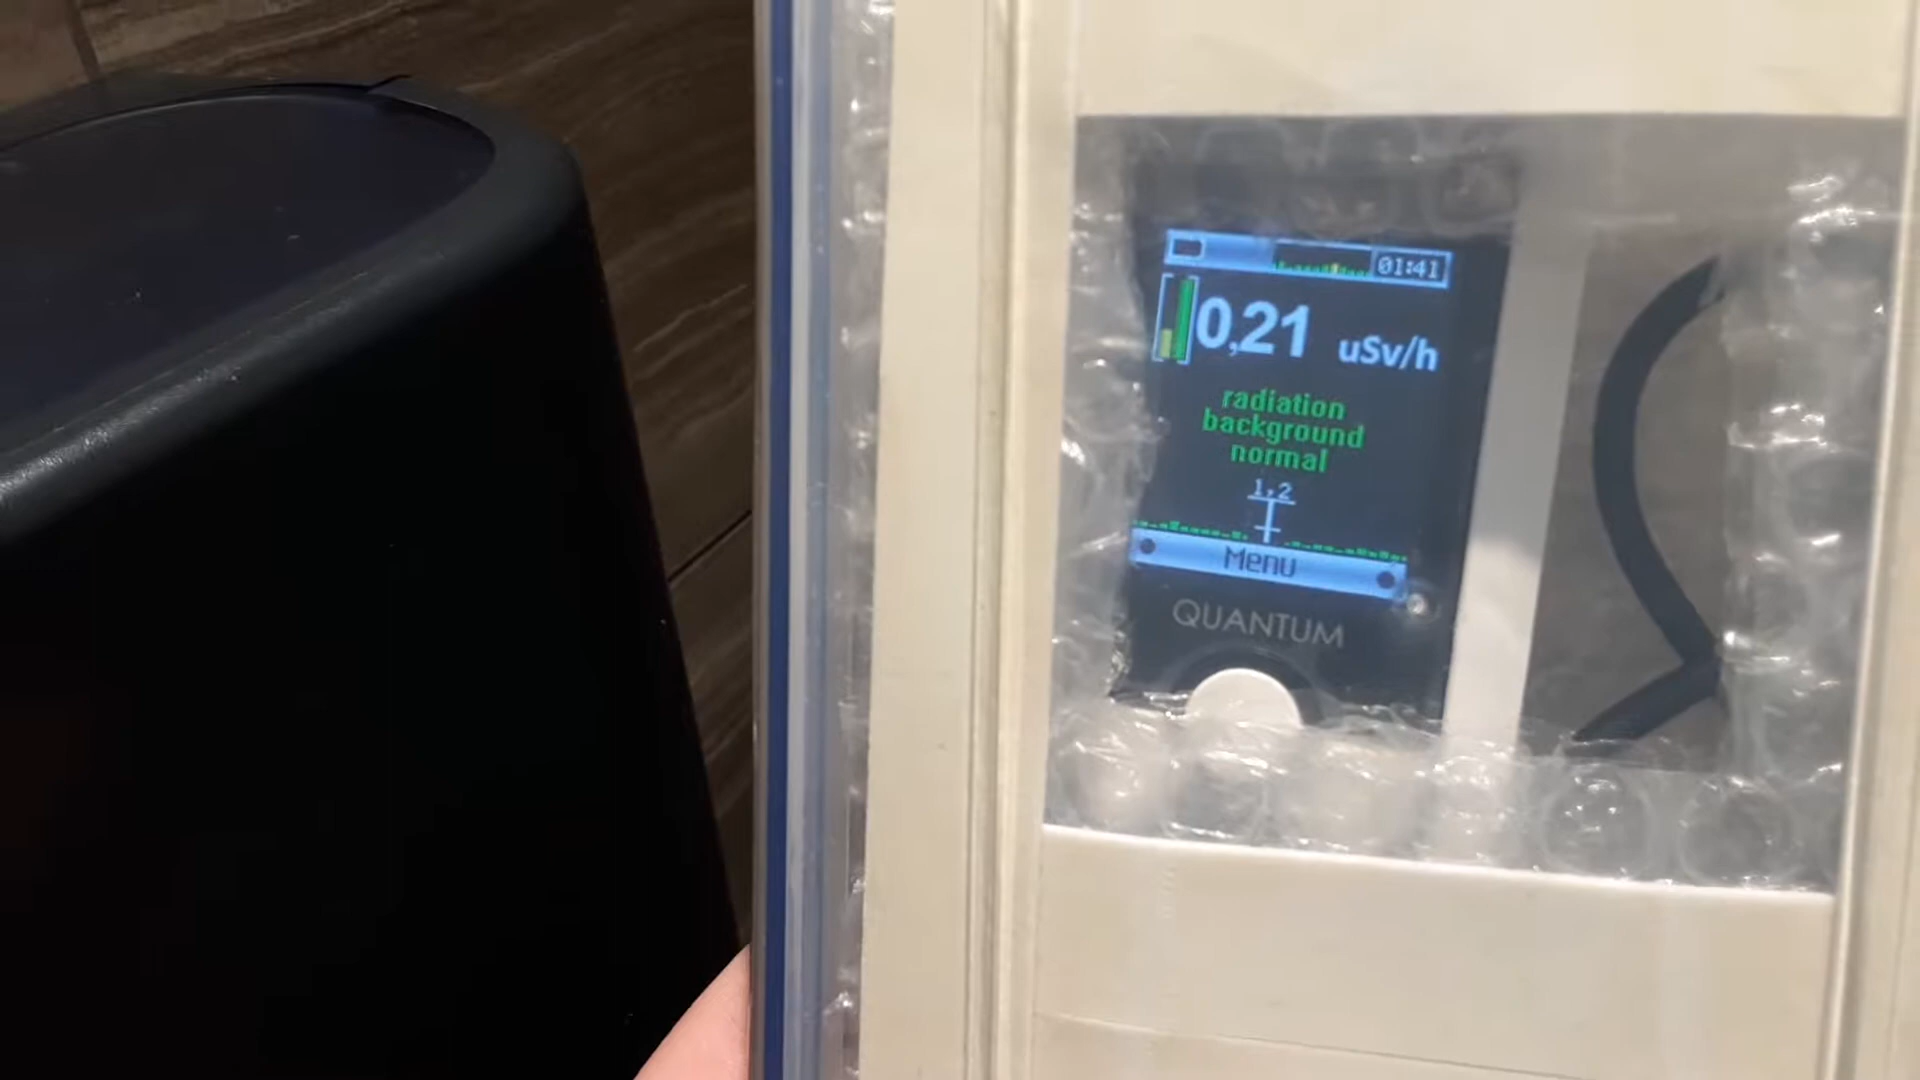 01:41
0,21 uSv/h
radiation
background
normal
1,2
Menu
QUANTUM